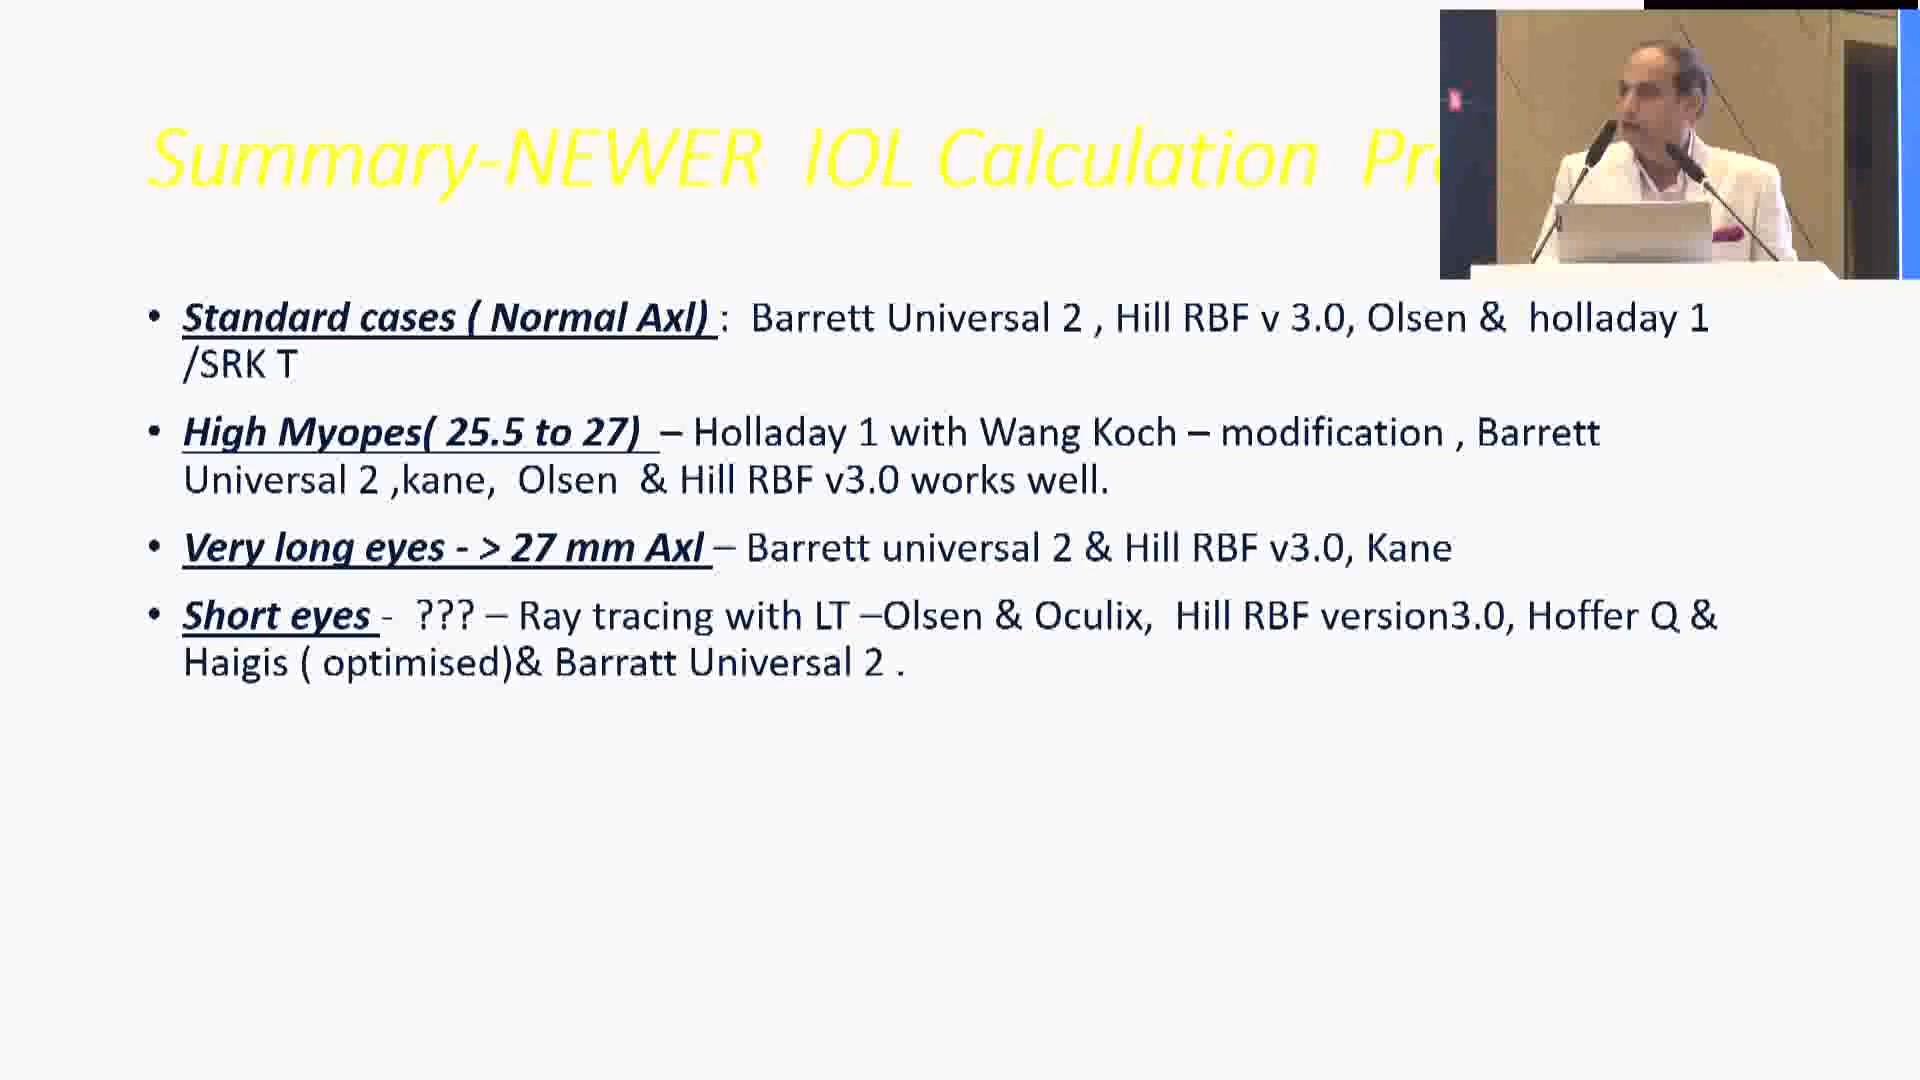 Summary-NEWER IOL Calculation
• Standard cases ( Normal Axl) : Barrett Universal 2 , Hill RBF v 3.0, Olsen & holladay 1
/SRK T
• High Myopes( 25.5 to 27) – Holladay 1 with Wang Koch – modification , Barrett
Universal 2 ,kane, Olsen & Hill RBF v3.0 works well.
• Very long eyes - > 27 mm Axl – Barrett universal 2 & Hill RBF v3.0, Kane
• Short eyes - ??? – Ray tracing with LT –Olsen & Oculix, Hill RBF version3.0, Hoffer Q &
Haigis ( optimised)& Barratt Universal 2 .